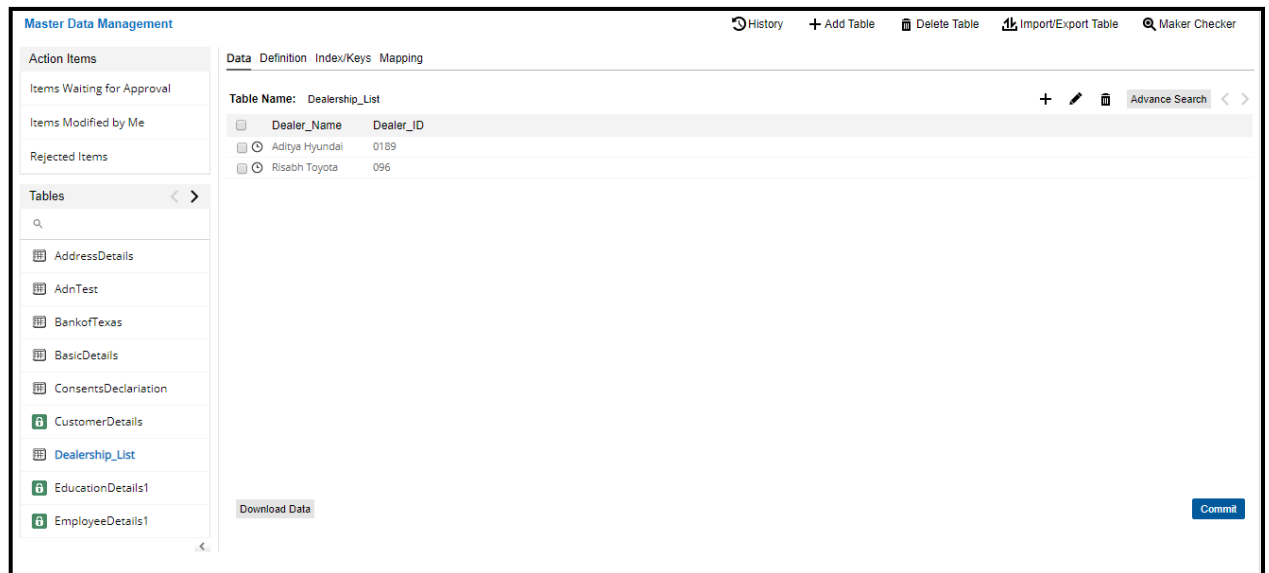 Master Data Management
History
Add Table
Delete Table
Import/Export Table
Maker Checker
Action Items
Items Waiting for Approval
Items Modified by Me
Rejected Items
Tables
AddressDetails
AdnTest
BankofTexas
BasicDetails
ConsentsDeclariation
CustomerDetails
Dealership_List
EducationDetails1
EmployeeDetails1
Data Definition Index/Keys Mapping
Table Name: Dealership_List
Advance Search
Dealer_Name Dealer_ID
Aditya Hyundai 0189
Risabh Toyota 096
Download Data
Commit